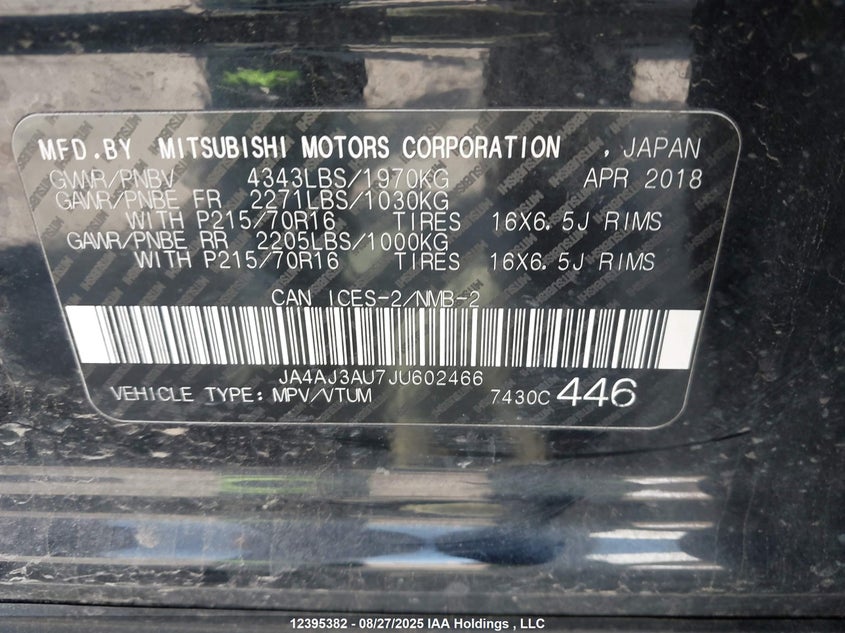 MFD.BY MITSUBISHI MOTORS CORPORATION , JAPAN
GVWR/PNBV 4343LBS/1970KG APR 2018
GAWR/PNBE FR 2271LBS/1030KG
WITH P215/70R16 TIRES 16X6.5J RIMS
GAWR/PNBE RR 2205LBS/1000KG
WITH P215/70R16 TIRES 16X6.5J RIMS
CAN ICES-2/NMB-2
JA4AJ3AU7JU602466
VEHICLE TYPE: MPV/VTUM 7430C 446
12395382 - 08/27/2025 IAA Holdings , LLC